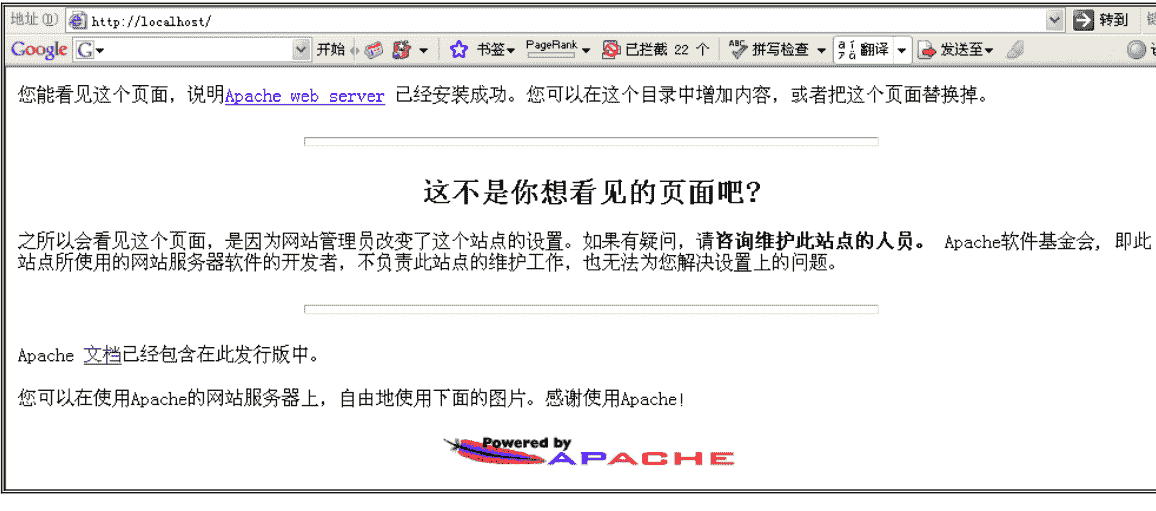 地址(D) http://localhost/ 转到
Google G 开始 书签 PageRank 已拦截 22 个 ABC 拼写检查 翻译 发送至
您能看见这个页面，说明Apache web server 已经安装成功。您可以在这个目录中增加内容，或者把这个页面替换掉。
这不是你想看见的页面吧?
之所以会看见这个页面，是因为网站管理员改变了这个站点的设置。如果有疑问，请咨询维护此站点的人员。 Apache软件基金会, 即此
站点所使用的网站服务器软件的开发者，不负责此站点的维护工作，也无法为您解决设置上的问题。
Apache 文档已经包含在此发行版中。
您可以在使用Apache的网站服务器上，自由地使用下面的图片。感谢使用Apache!
Powered by
APACHE